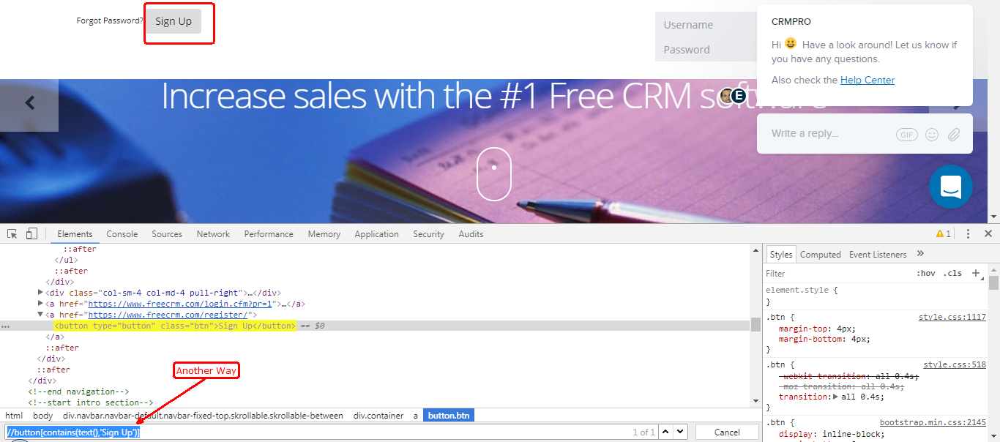 Forgot Password? Sign Up
Username
Password
CRMPRO
Hi Have a look around! Let us know if
you have any questions.
Also check the Help Center
Increase sales with the #1 Free CRM software
E
Write a reply...
GIF
Elements Console Sources Network Performance Memory Application Security Audits 1
::after
</ul>
::after
</div>
<div class="col-sm-4 col-md-4 pull-right">…</div>
<a href="https://www.freecrm.com/login.cfm?pr=1">…</a>
<a href="https://www.freecrm.com/register/">
... <button type="button" class="btn">Sign Up</button> == $0
</a>
::after
</div>
::after
</div>
<!--end navigation-->
<!--start intro section-->
Another Way
html body div.navbar.navbar-default.navbar-fixed-top.skrollable.skrollable-between div.container a button.btn
//button[contains(text(),'Sign Up')]
1 of 1
Cancel
Styles Computed Event Listeners »
Filter :hov .cls +
element.style {
}
.btn { style.css:1117
margin-top: 4px;
margin-bottom: 4px;
}
.btn { style.css:518
-webkit-transition: all 0.4s;
-moz-transition: all 0.4s;
transition: all 0.4s;
}
.btn { bootstrap.min.css:2145
display: inline-block;